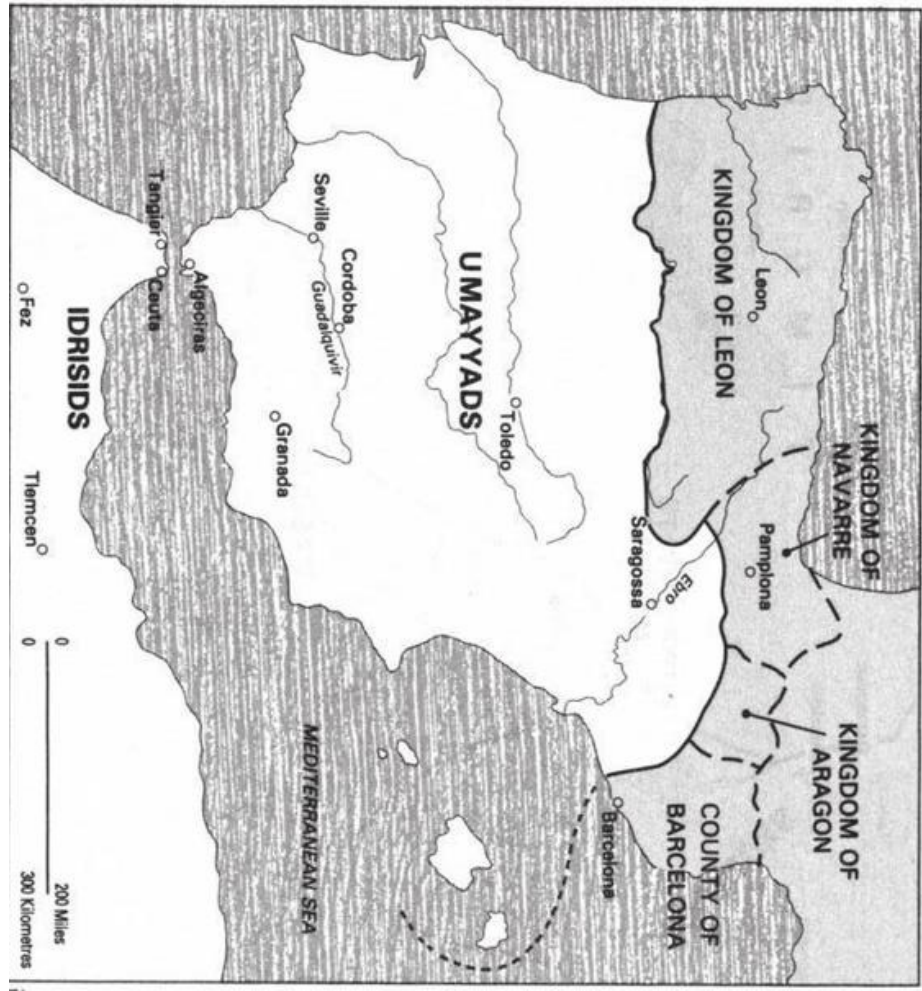 KINGDOM OF
NAVARRE
KINGDOM OF
ARAGON
Leon
Pamplona
KINGDOM OF LEON
COUNTY OF
BARCELONA
Ebro
Saragossa
Barcelona
Toledo
UMAYYADS
Cordoba
Guadalquivir
Seville
MEDITERRANEAN SEA
Granada
Algeciras
Tangier
Ceuta
IDRISIDS
0 200 Miles
0 300 Kilometres
Fez
Tlemcen